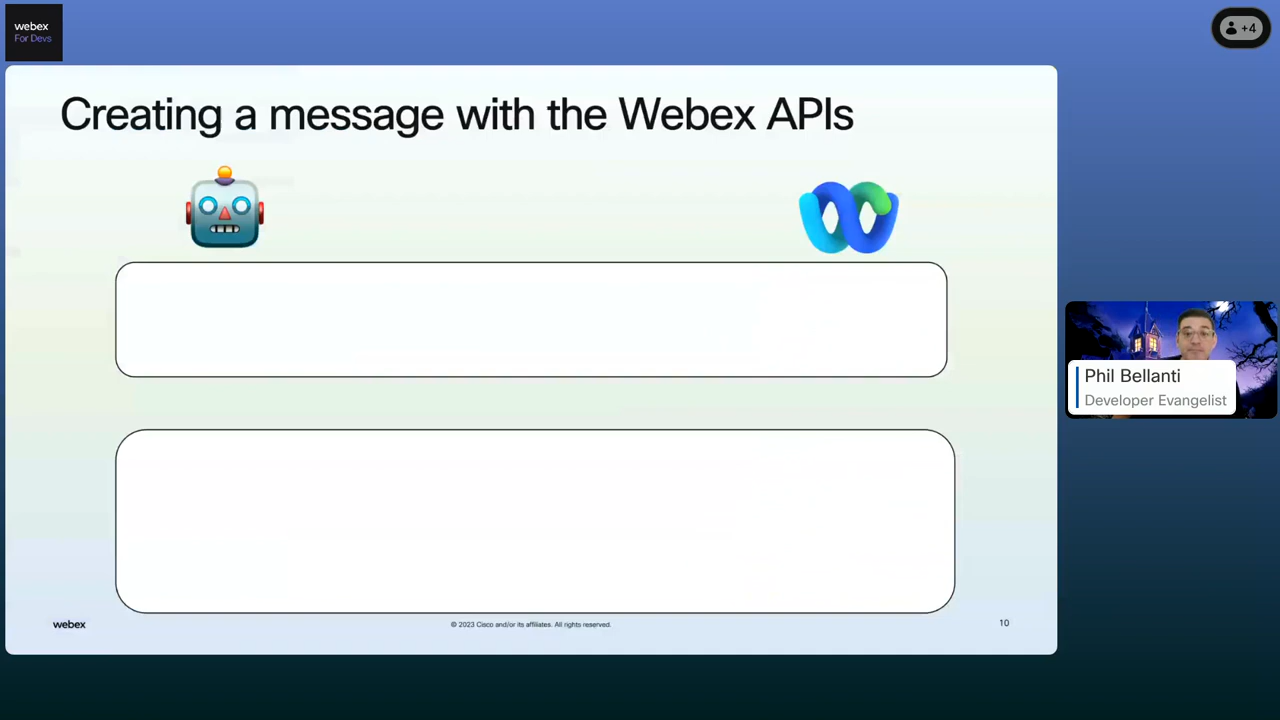 webex
For Devs
+4
Creating a message with the Webex APIs
Phil Bellanti
Developer Evangelist
webex
© 2023 Cisco and/or its affiliates. All rights reserved.
10